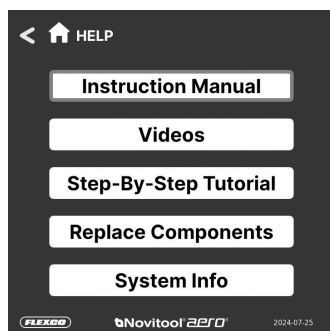 < HELP
Instruction Manual
Videos
Step-By-Step Tutorial
Replace Components
System Info
FLEXCO Novitool® aero® 2024-07-25